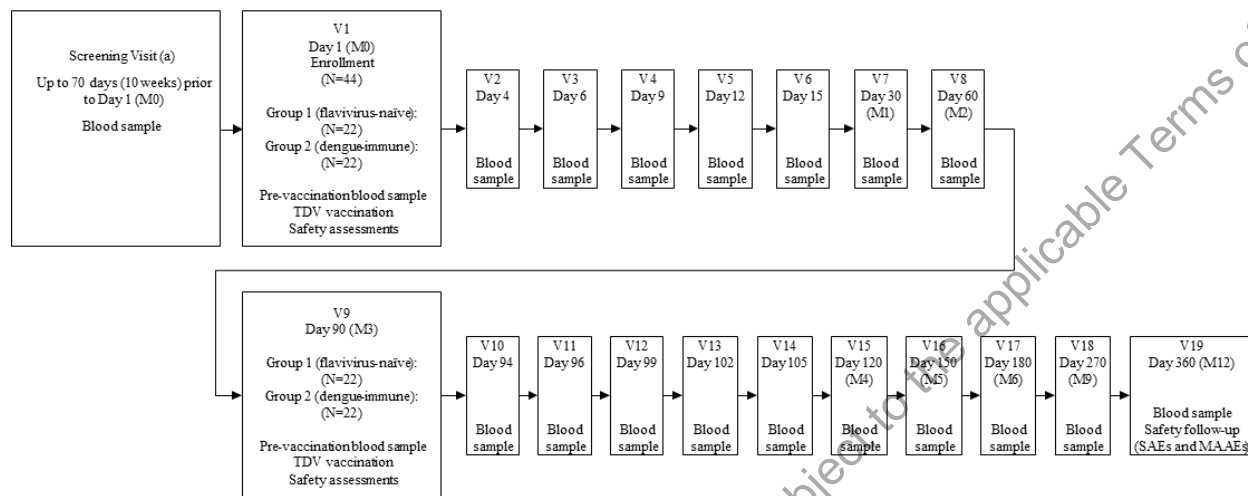 Screening Visit (a)
Up to 70 days (10 weeks) prior
to Day 1 (M0)
Blood sample
V1
Day 1 (M0)
Enrollment
(N=44)
Group 1 (flavivirus-naïve):
(N=22)
Group 2 (dengue-immune):
(N=22)
Pre-vaccination blood sample
TDV vaccination
Safety assessments
V2
Day 4
Blood
sample
V3
Day 6
Blood
sample
V4
Day 9
Blood
sample
V5
Day 12
Blood
sample
V6
Day 15
Blood
sample
V7
Day 30
(M1)
Blood
sample
V8
Day 60
(M2)
Blood
sample
V9
Day 90 (M3)
Group 1 (flavivirus-naïve):
(N=22)
Group 2 (dengue-immune):
(N=22)
Pre-vaccination blood sample
TDV vaccination
Safety assessments
V10
Day 94
Blood
sample
V11
Day 96
Blood
sample
V12
Day 99
Blood
sample
V13
Day 102
Blood
sample
V14
Day 105
Blood
sample
V15
Day 120
(M4)
Blood
sample
V16
Day 150
(M5)
Blood
sample
V17
Day 180
(M6)
Blood
sample
V18
Day 270
(M9)
Blood
sample
V19
Day 360 (M12)
Blood sample
Safety follow-up
(SAEs and MAAEs)
bject to the applicable Terms o